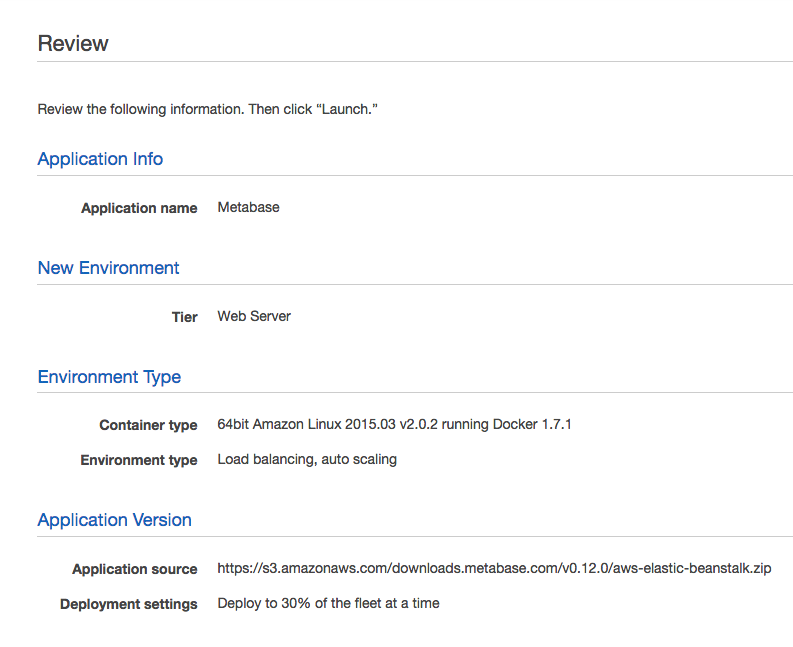 Review
Review the following information. Then click “Launch.”
Application Info
Application name Metabase
New Environment
Tier Web Server
Environment Type
Container type 64bit Amazon Linux 2015.03 v2.0.2 running Docker 1.7.1
Environment type Load balancing, auto scaling
Application Version
Application source https://s3.amazonaws.com/downloads.metabase.com/v0.12.0/aws-elastic-beanstalk.zip
Deployment settings Deploy to 30% of the fleet at a time